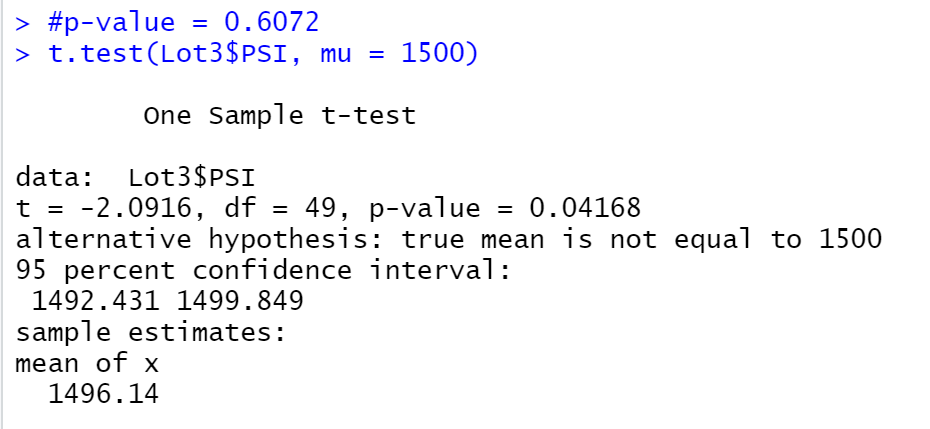 > #p-value = 0.6072
> t.test(Lot3$PSI, mu = 1500)
One Sample t-test
data: Lot3$PSI
t = -2.0916, df = 49, p-value = 0.04168
alternative hypothesis: true mean is not equal to 1500
95 percent confidence interval:
1492.431 1499.849
sample estimates:
mean of x
1496.14